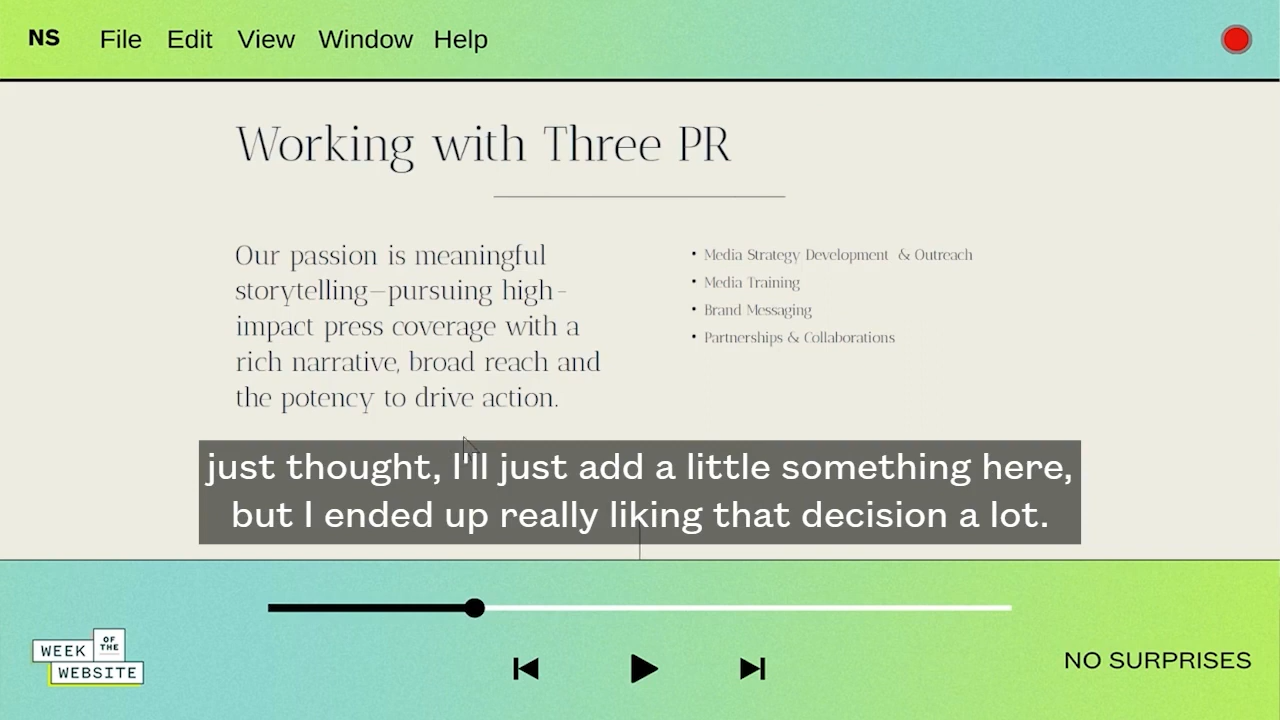 NS File Edit View Window Help
Working with Three PR
Our passion is meaningful
storytelling—pursuing high-
impact press coverage with a
rich narrative, broad reach and
the potency to drive action.
• Media Strategy Development & Outreach
• Media Training
• Brand Messaging
• Partnerships & Collaborations
just thought, I'll just add a little something here,
but I ended up really liking that decision a lot.
WEEK OF THE
WEBSITE
NO SURPRISES